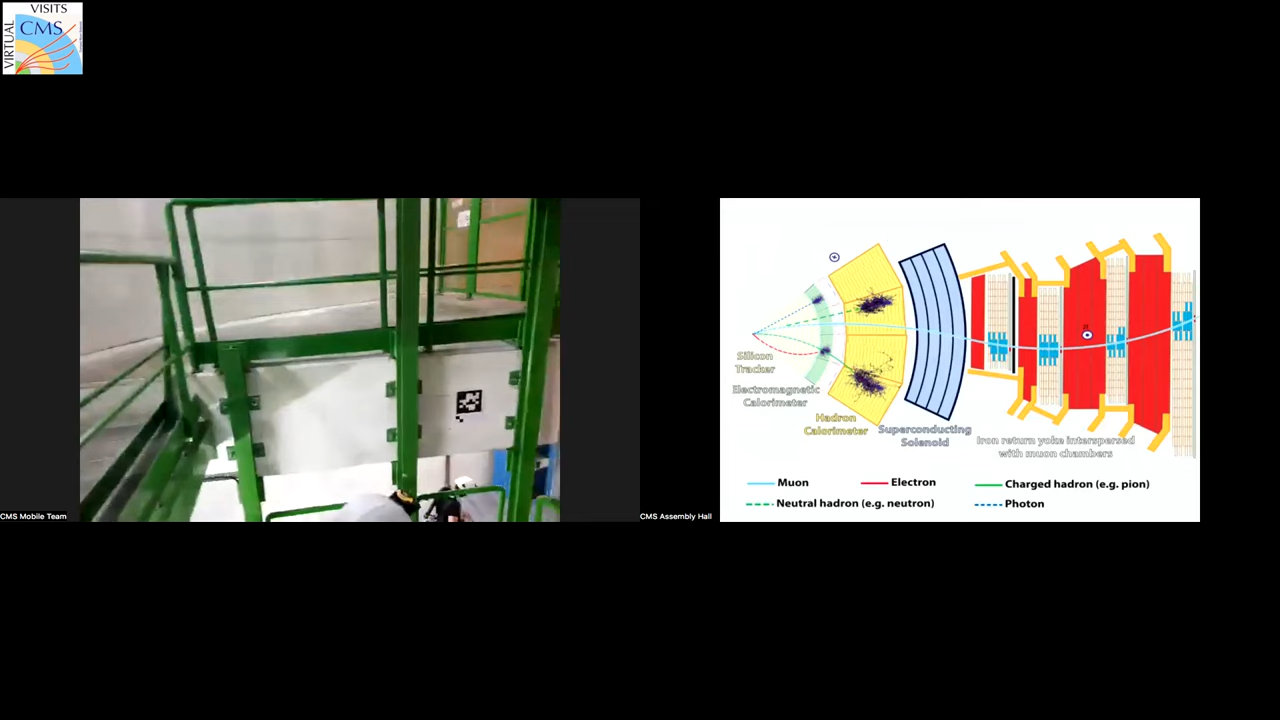 VISITS
CMS
VIRTUAL
CMS Mobile Team
CMS Assembly Hall
Silicon
Tracker
Electromagnetic
Calorimeter
Hadron
Calorimeter
Superconducting
Solenoid
Iron return yoke interspersed
with muon chambers
Muon
Electron
Charged hadron (e.g. pion)
Neutral hadron (e.g. neutron)
Photon